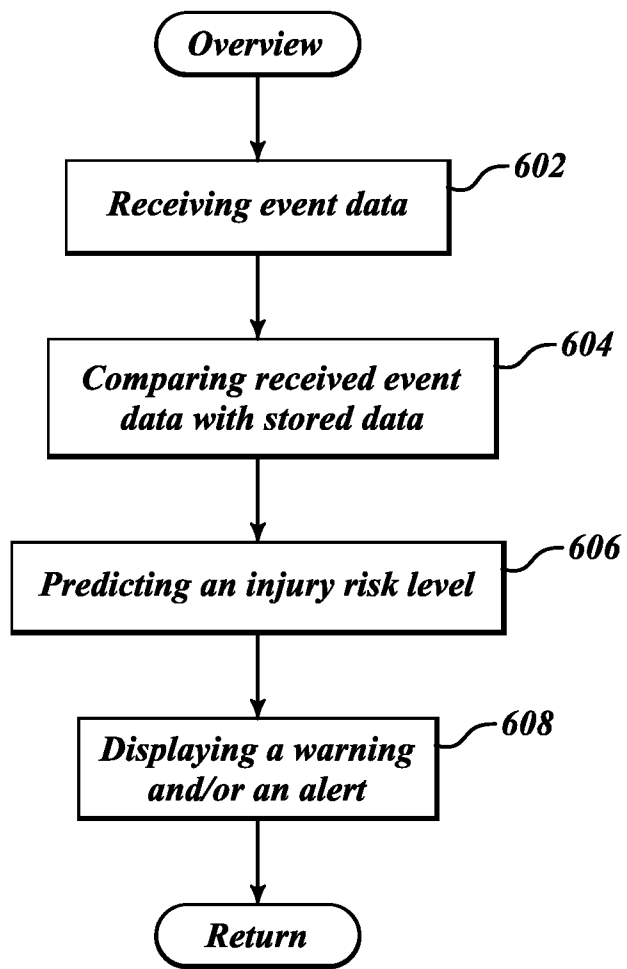 Overview
602
Receiving event data
604
Comparing received event
data with stored data
606
Predicting an injury risk level
608
Displaying a warning
and/or an alert
Return